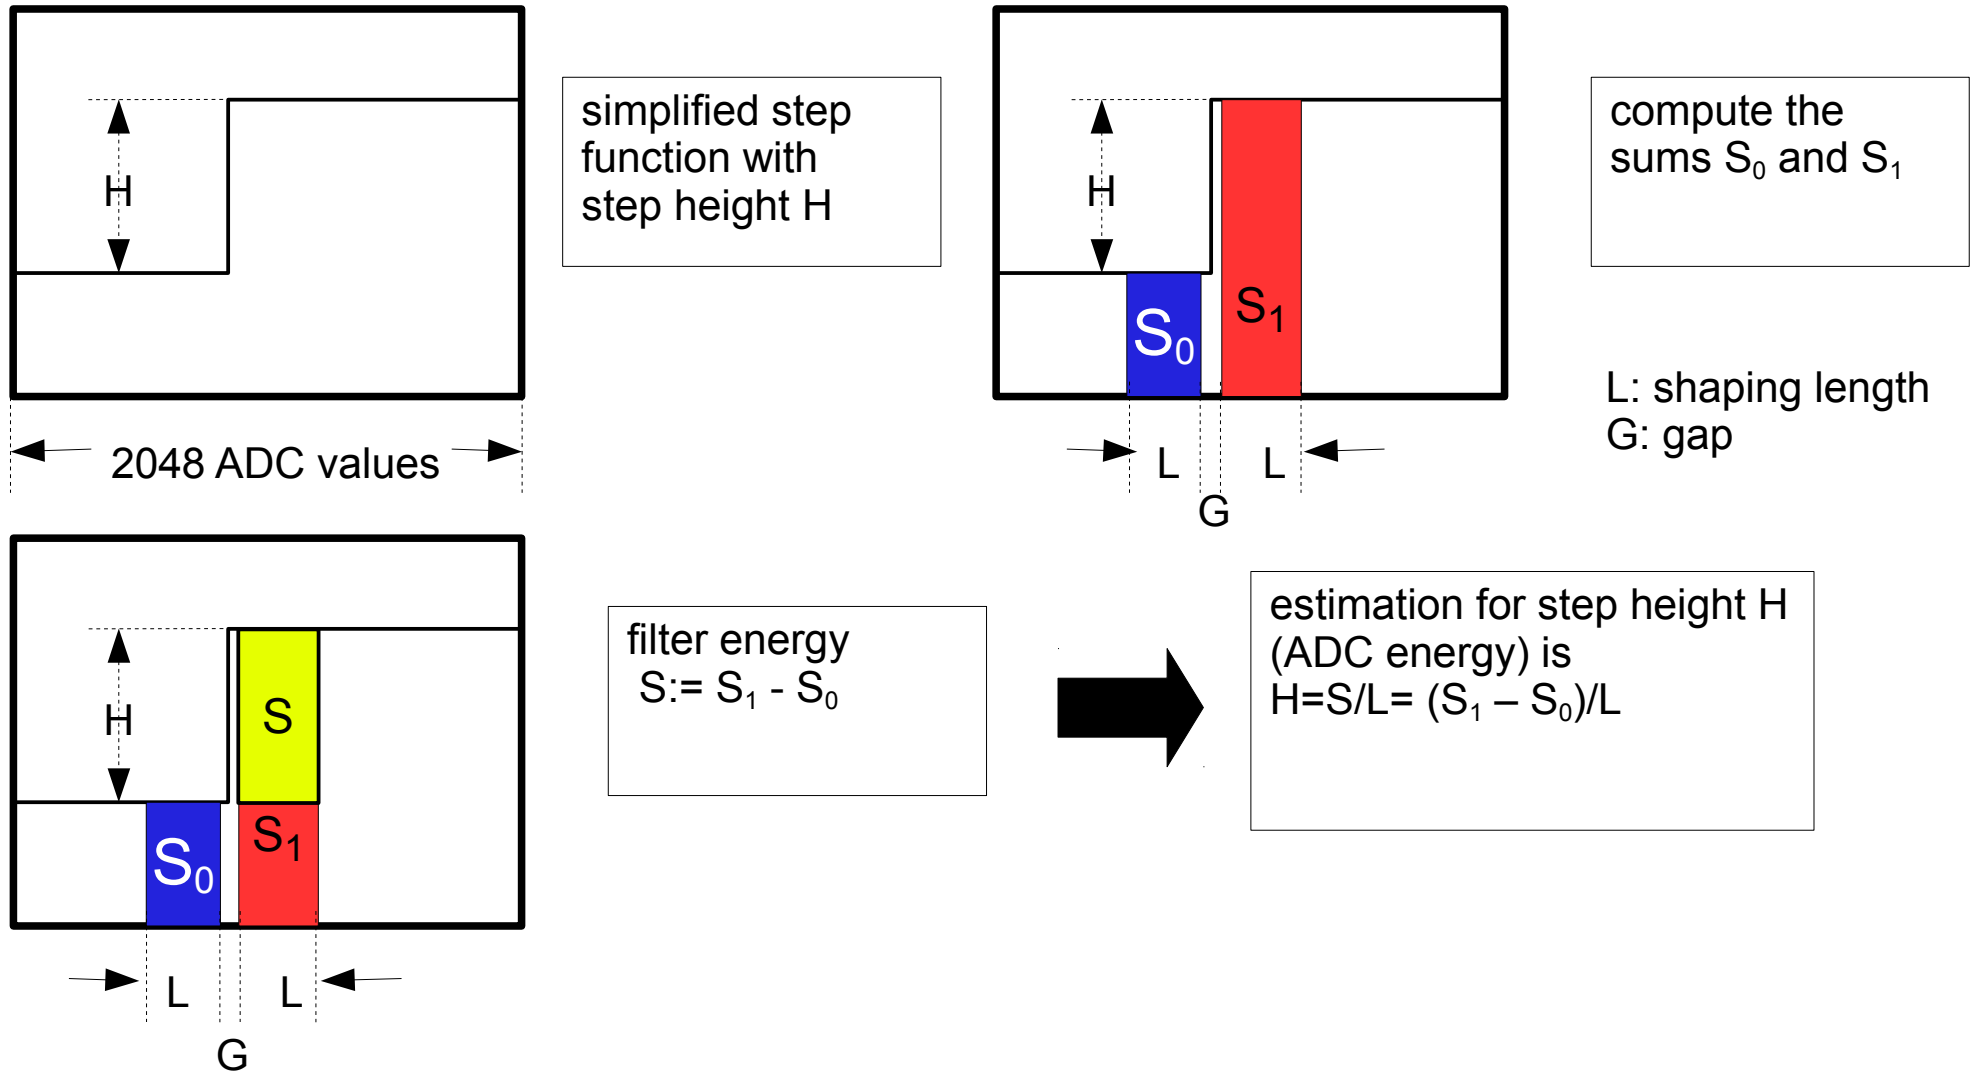 H
2048 ADC values
simplified step
function with
step height H
H
S₀
S₁
L
L
G
compute the
sums S₀ and S₁
L: shaping length
G: gap
H
S
S₀
S₁
L
L
G
filter energy
S:= S₁ - S₀
estimation for step height H
(ADC energy) is
H=S/L= (S₁ – S₀)/L